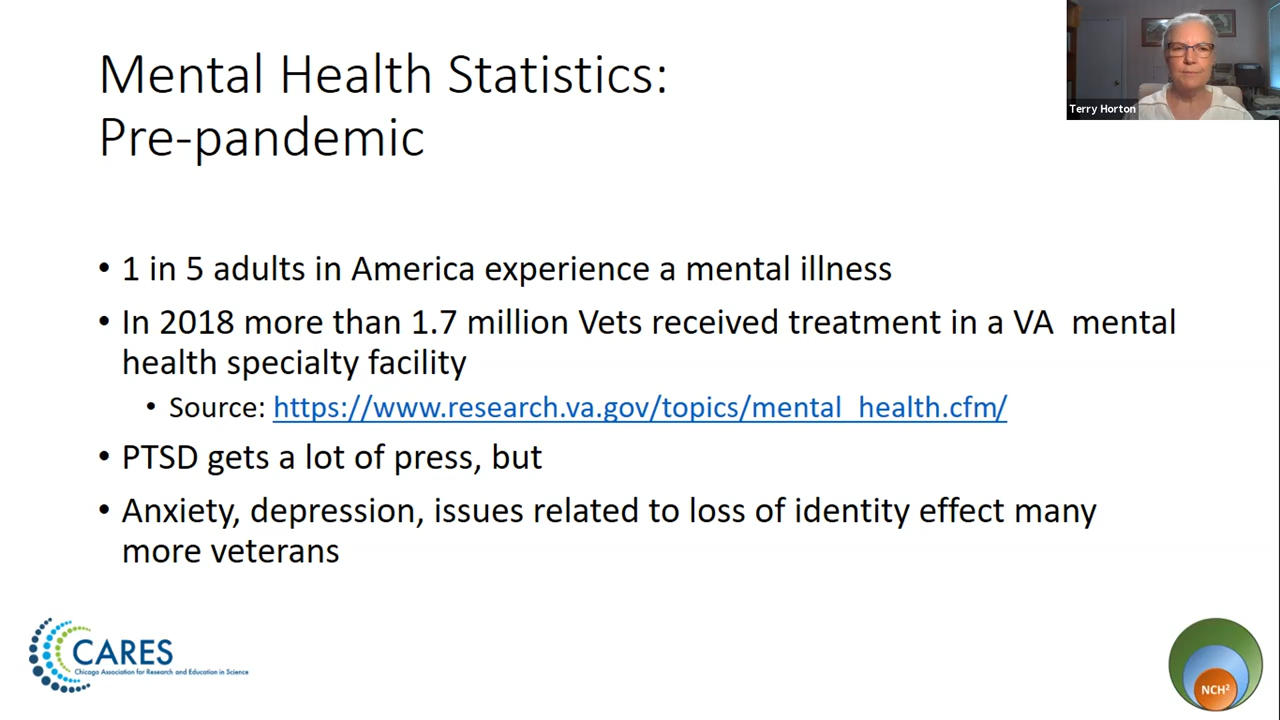 Mental Health Statistics:
Pre-pandemic
Terry Horton
• 1 in 5 adults in America experience a mental illness
• In 2018 more than 1.7 million Vets received treatment in a VA  mental
health specialty facility
• Source: https://www.research.va.gov/topics/mental_health.cfm/
• PTSD gets a lot of press, but
• Anxiety, depression, issues related to loss of identity effect many
more veterans
CARES
Chicago Association for Research and Education in Science
NCH²